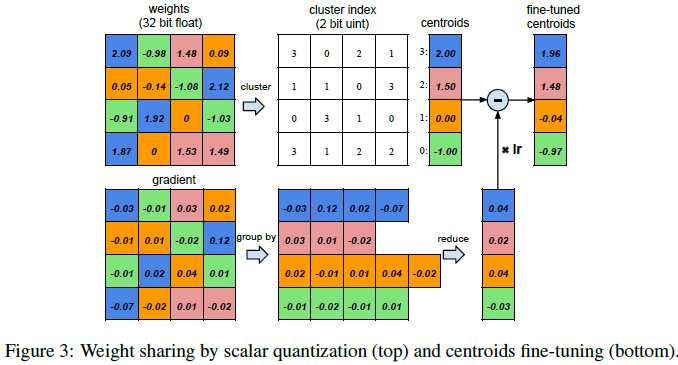 weights
(32 bit float)
cluster index
(2 bit uint)
centroids
fine-tuned
centroids
2.09 -0.98 1.48 0.09
3 0 2 1
3: 2.00
1.96
0.05 -0.14 -1.08 2.12
cluster
1 1 0 3
2: 1.50
1.48
-0.91 1.92 0 -1.03
0 3 1 0
1: 0.00
-0.04
1.87 0 1.53 1.49
3 1 2 2
0: -1.00
-0.97
× lr
gradient
-0.03 -0.01 0.03 0.02
-0.03 0.12 0.02 -0.07
0.04
-0.01 0.01 -0.02 0.12
group by
0.03 0.01 -0.02
reduce
0.02
-0.01 0.02 0.04 0.01
0.02 -0.01 0.01 0.04 -0.02
0.04
-0.07 -0.02 0.01 -0.02
-0.01 -0.02 -0.01 0.01
-0.03
Figure 3: Weight sharing by scalar quantization (top) and centroids fine-tuning (bottom).